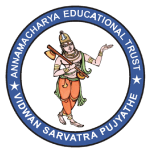 ★ ANNAMACHARYA EDUCATIONAL TRUST ★
VIDWAN SARVATRA PUJYATHE